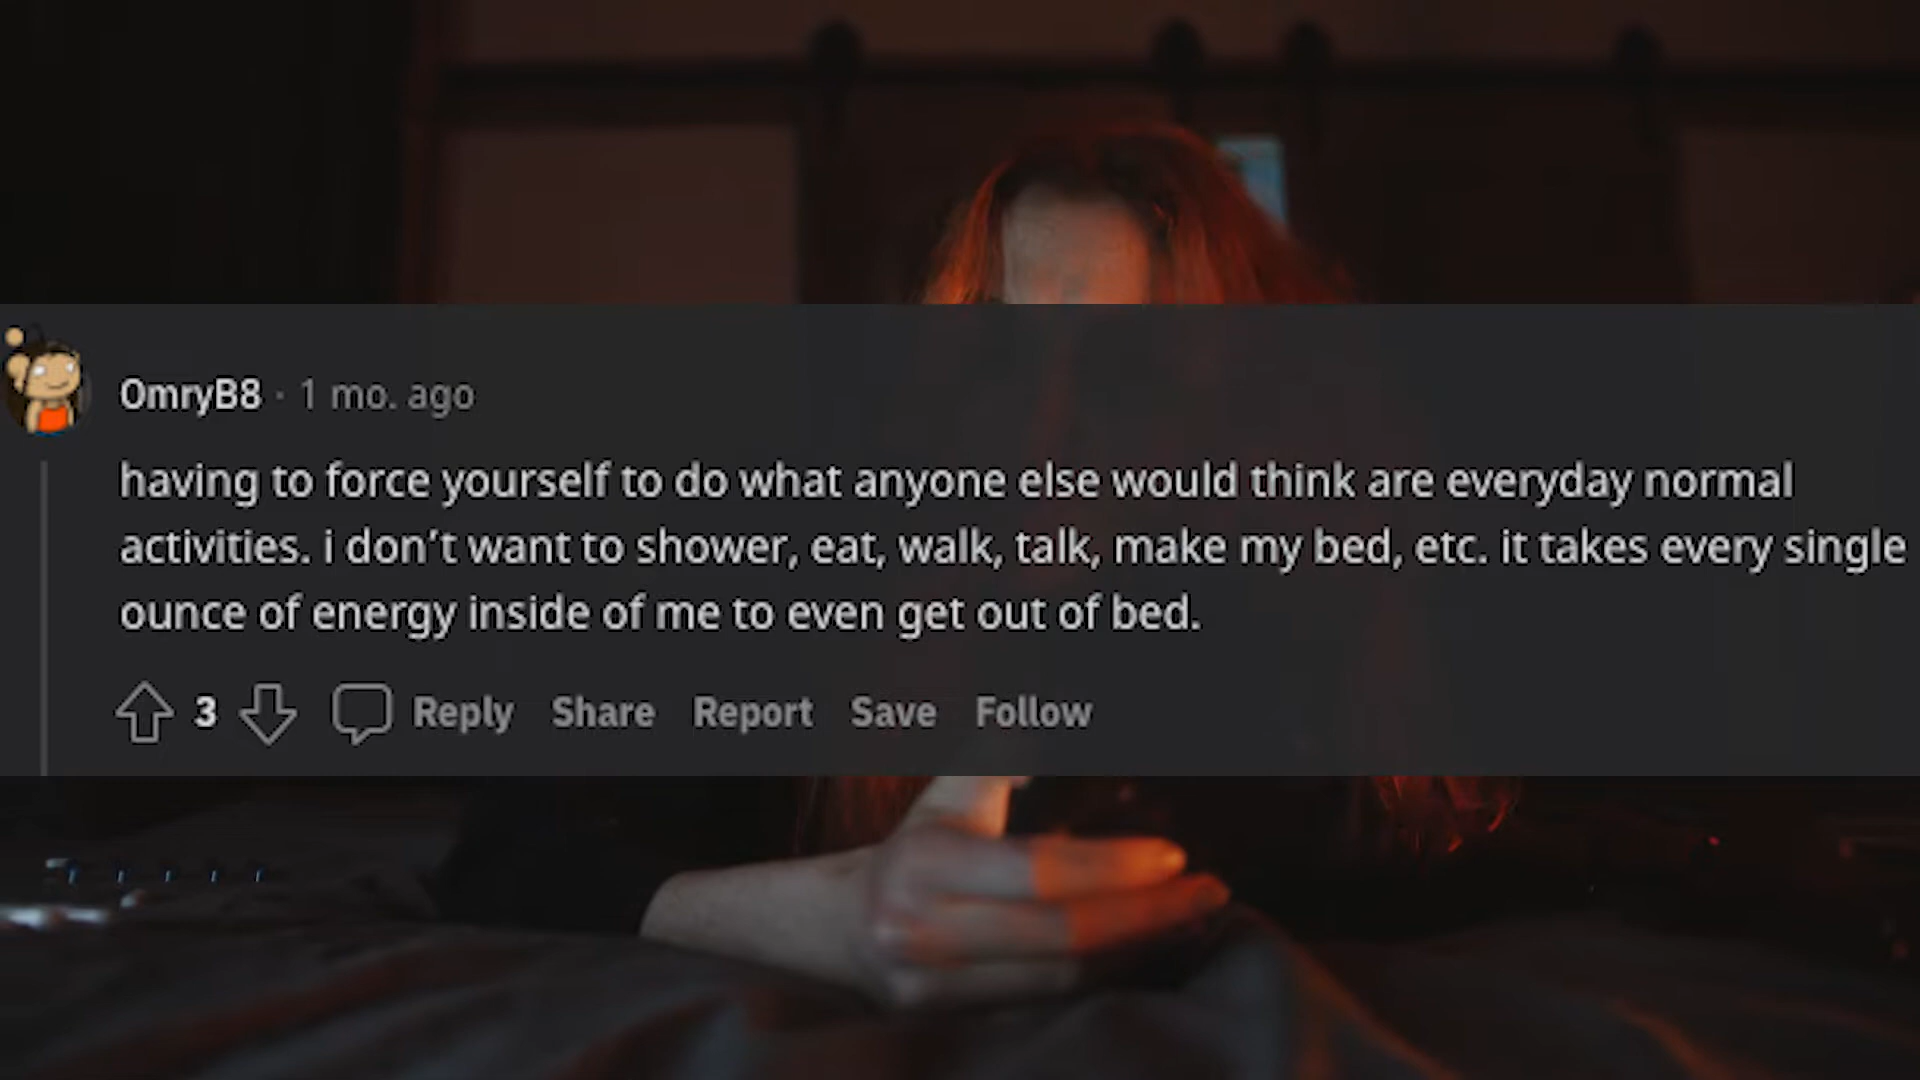 OmryB8 · 1 mo. ago
having to force yourself to do what anyone else would think are everyday normal
activities. i don’t want to shower, eat, walk, talk, make my bed, etc. it takes every single
ounce of energy inside of me to even get out of bed.
3 Reply Share Report Save Follow